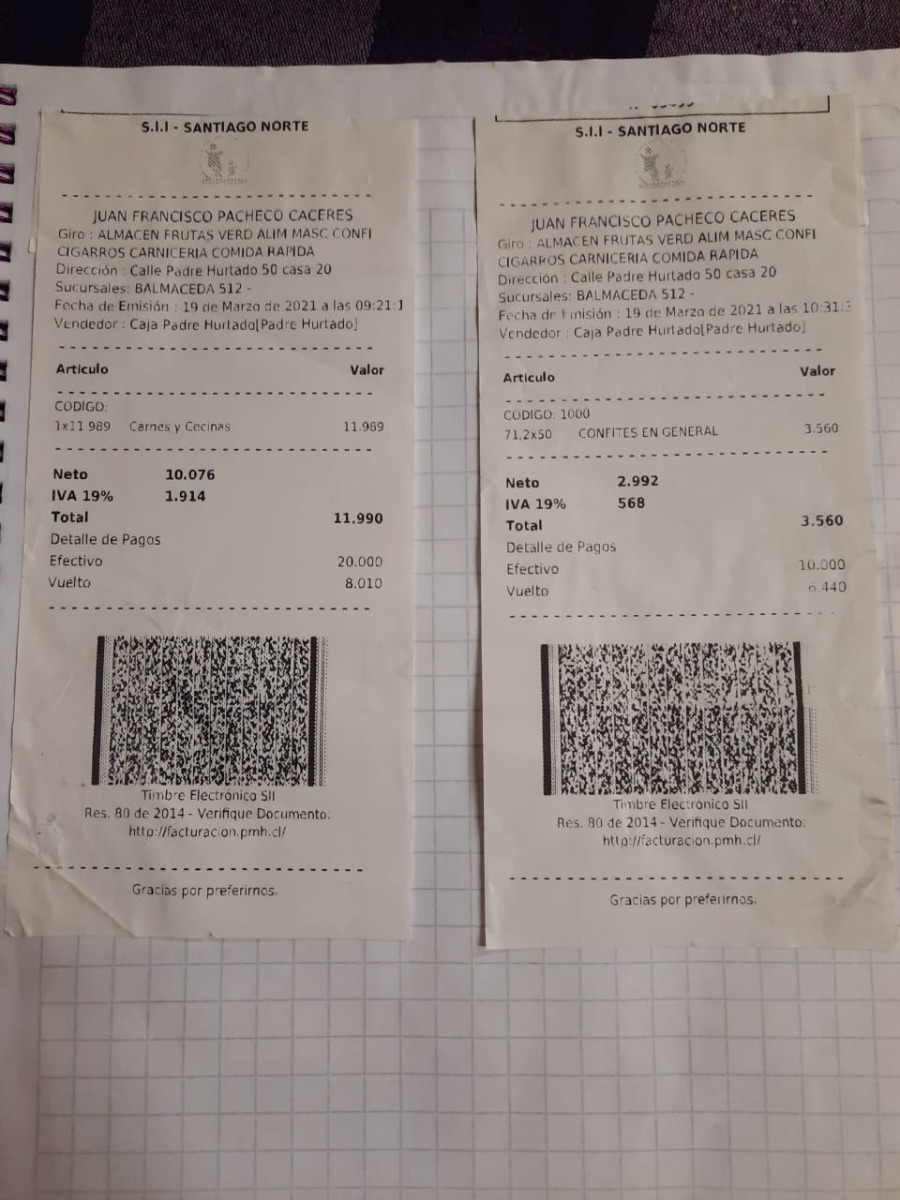 S.I.I - SANTIAGO NORTE
JUAN FRANCISCO PACHECO CACERES
Giro : ALMACEN FRUTAS VERD ALIM MASC CONFI
CIGARROS CARNICERIA COMIDA RAPIDA
Dirección : Calle Padre Hurtado 50 casa 20
Sucursales: BALMACEDA 512 -
Fecha de Emisión : 19 de Marzo de 2021 a las 09:21:1
Vendedor : Caja Padre Hurtado[Padre Hurtado]
Articulo Valor
CODIGO:
1x11 989 Carnes y Cecinas 11.989
Neto 10.076
IVA 19% 1.914
Total 11.990
Detalle de Pagos
Efectivo 20.000
Vuelto 8.010
Timbre Electrónico SII
Res. 80 de 2014 - Verifique Documento:
http://facturacion.pmh.cl/
Gracias por preferirnos.
S.I.I - SANTIAGO NORTE
JUAN FRANCISCO PACHECO CACERES
Giro : ALMACEN FRUTAS VERD ALIM MASC CONFI
CIGARROS CARNICERIA COMIDA RAPIDA
Dirección : Calle Padre Hurtado 50 casa 20
Sucursales: BALMACEDA 512 -
Fecha de Emisión : 19 de Marzo de 2021 a las 10:31:
Vendedor : Caja Padre Hurtado[Padre Hurtado]
Articulo Valor
CODIGO: 1000
71,2x50 CONFITES EN GENERAL 3.560
Neto 2.992
IVA 19% 568
Total 3.560
Detalle de Pagos
Efectivo 10.000
Vuelto 6.440
Timbre Electrónico SII
Res. 80 de 2014 - Verifique Documento:
http://facturacion.pmh.cl/
Gracias por preferirnos.